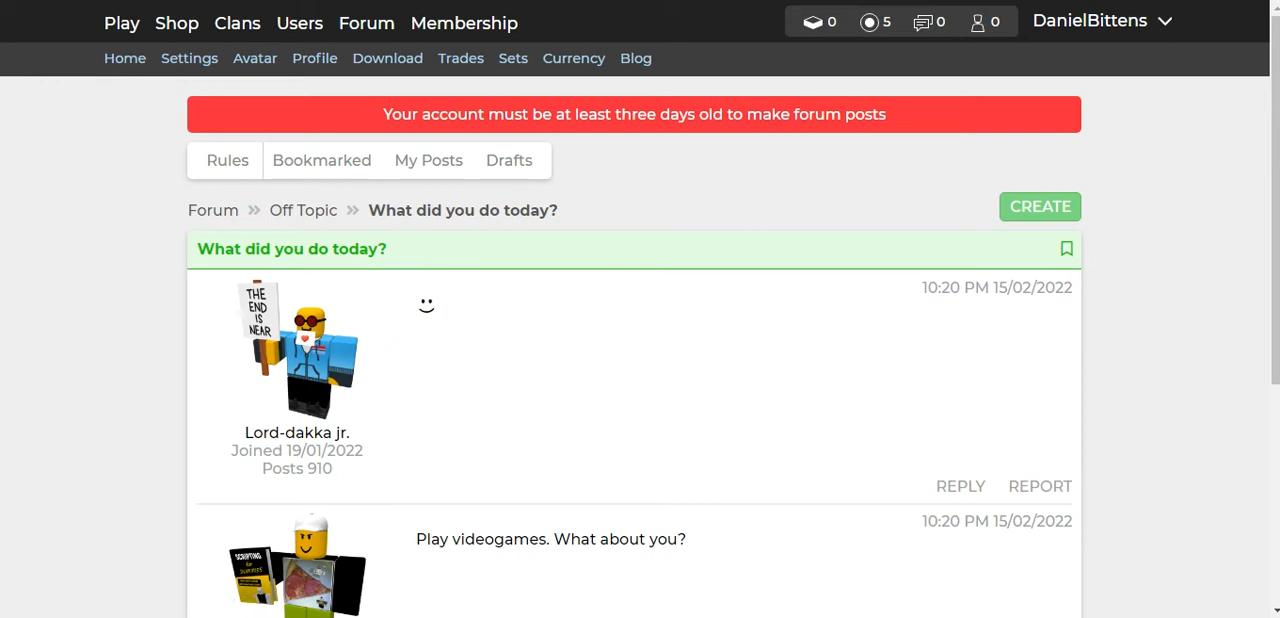 Play Shop Clans Users Forum Membership 0 5 0 0 DanielBittens
Home Settings Avatar Profile Download Trades Sets Currency Blog
Your account must be at least three days old to make forum posts
Rules Bookmarked My Posts Drafts
Forum » Off Topic » What did you do today? CREATE
What did you do today?
10:20 PM 15/02/2022
THE
END
IS
NEAR
Lord-dakka jr.
Joined 19/01/2022
Posts 910
REPLY REPORT
10:20 PM 15/02/2022
Play videogames. What about you?
SCRIPTING
for
DUMMIES